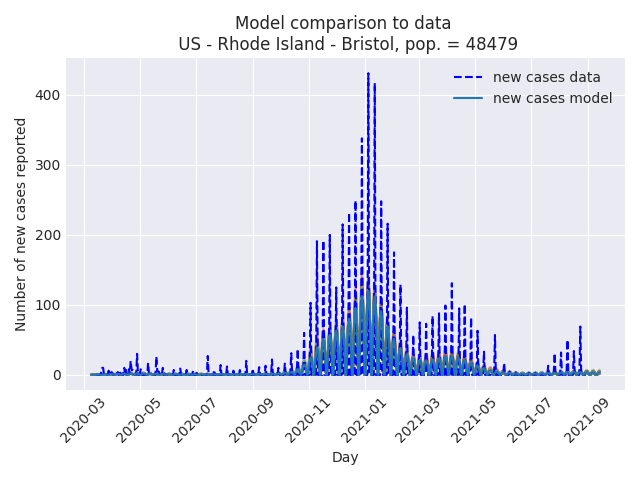 Model comparison to data
US - Rhode Island - Bristol, pop. = 48479
new cases data
new cases model
Number of new cases reported
400
300
200
100
0
2020-03
2020-05
2020-07
2020-09
2020-11
2021-01
2021-03
2021-05
2021-07
2021-09
Day